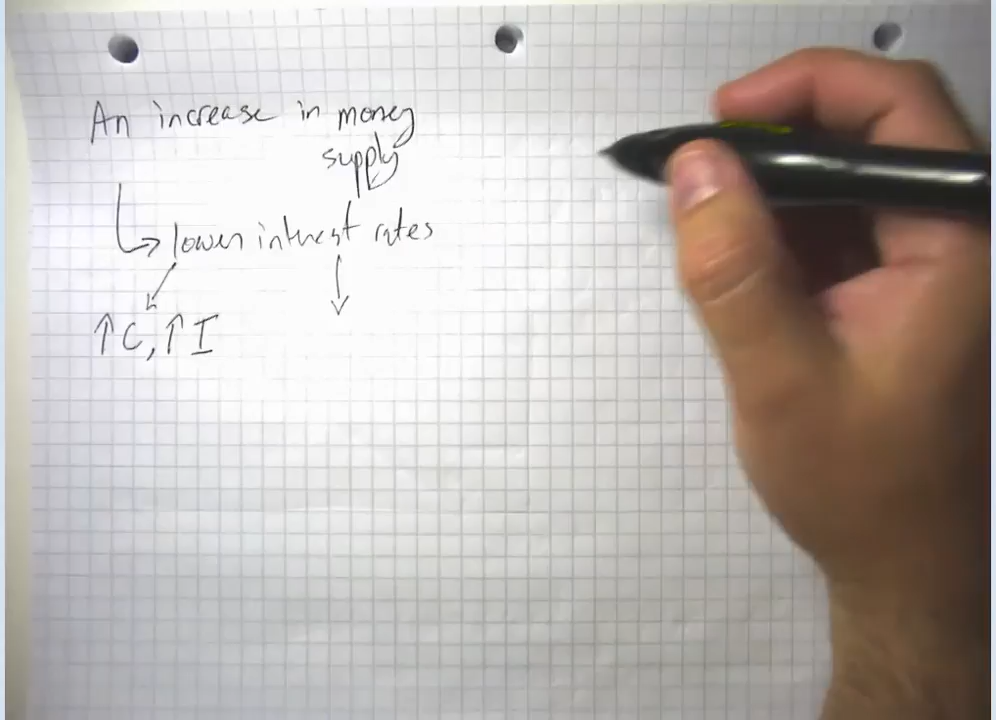 An increase in money
supply
lower interest rates
↑C, ↑I